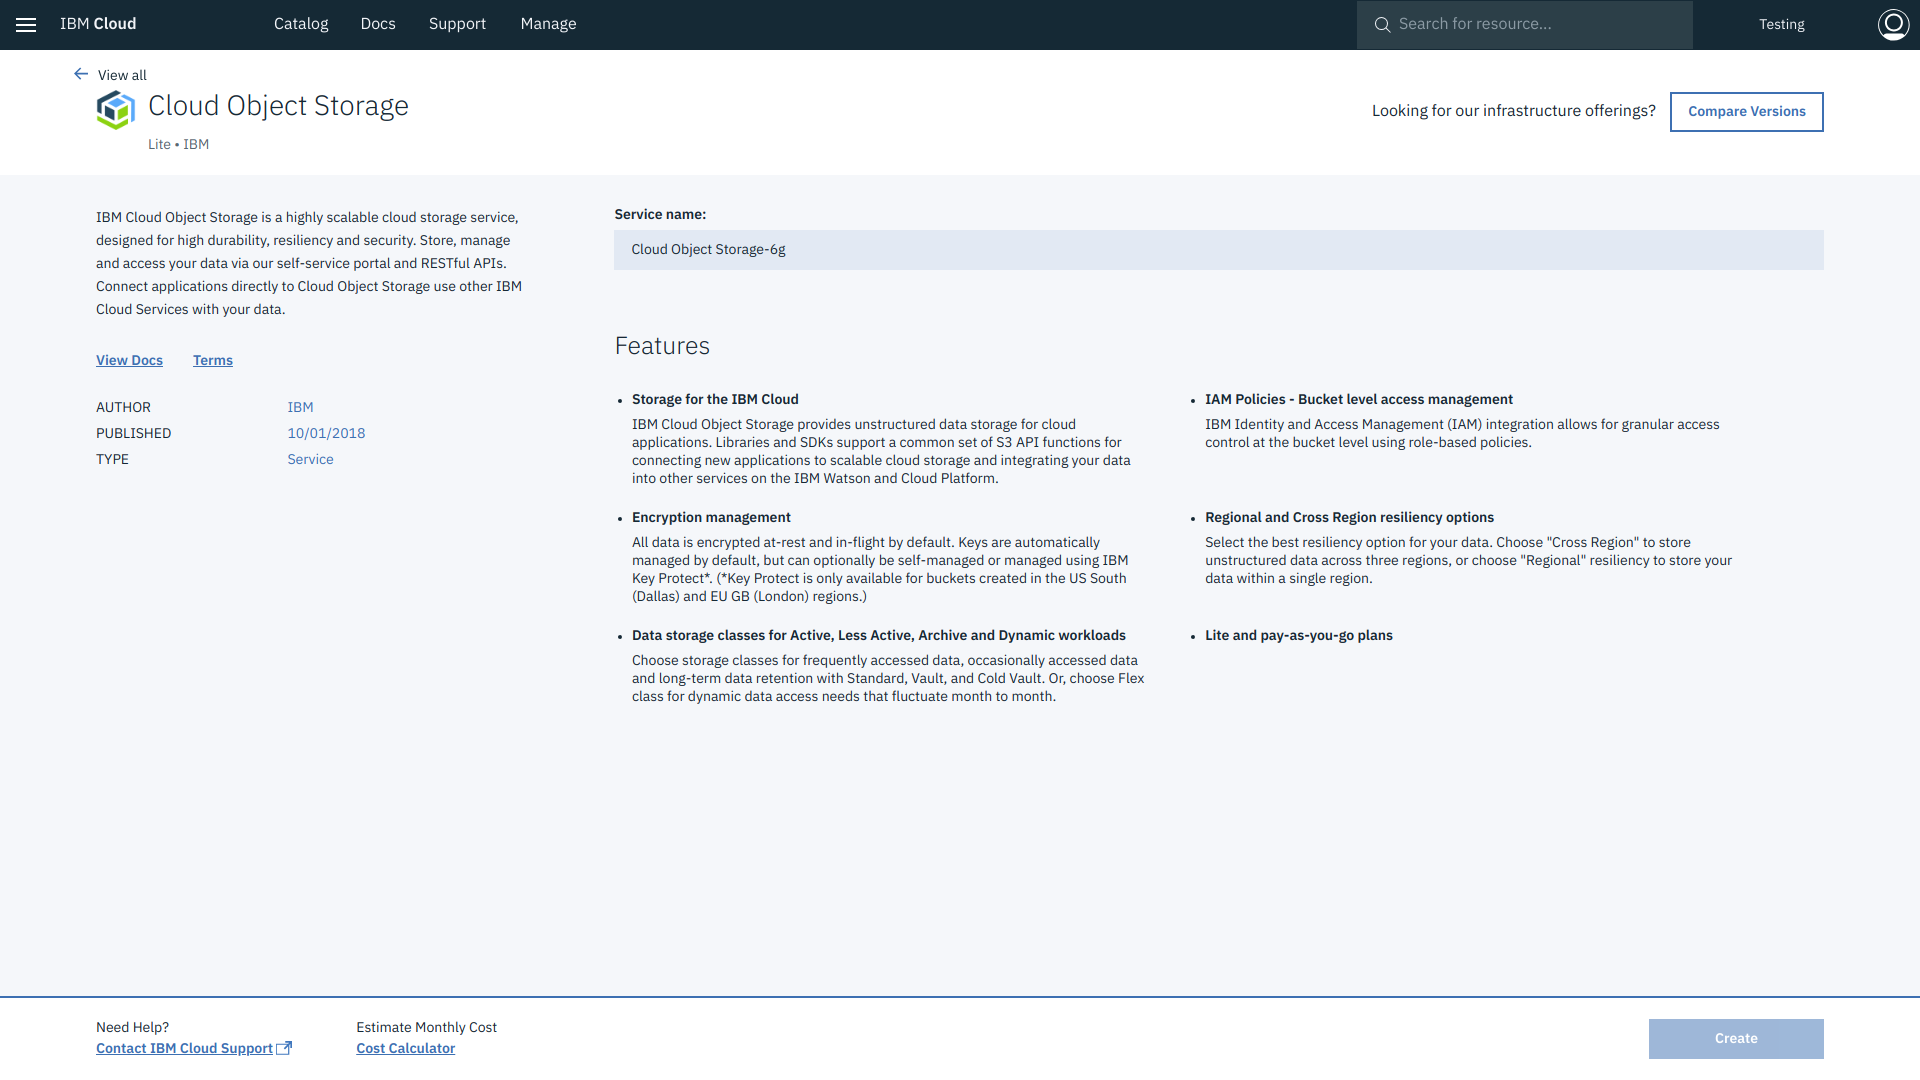 IBM Cloud
Catalog
Docs
Support
Manage
Search for resource...
Testing
View all
Cloud Object Storage
Lite • IBM
Looking for our infrastructure offerings?
Compare Versions
IBM Cloud Object Storage is a highly scalable cloud storage service,
designed for high durability, resiliency and security. Store, manage
and access your data via our self-service portal and RESTful APIs.
Connect applications directly to Cloud Object Storage use other IBM
Cloud Services with your data.
View Docs
Terms
AUTHOR IBM
PUBLISHED 10/01/2018
TYPE Service
Service name:
Cloud Object Storage-6g
Features
• Storage for the IBM Cloud
IBM Cloud Object Storage provides unstructured data storage for cloud
applications. Libraries and SDKs support a common set of S3 API functions for
connecting new applications to scalable cloud storage and integrating your data
into other services on the IBM Watson and Cloud Platform.
• IAM Policies - Bucket level access management
IBM Identity and Access Management (IAM) integration allows for granular access
control at the bucket level using role-based policies.
• Encryption management
All data is encrypted at-rest and in-flight by default. Keys are automatically
managed by default, but can optionally be self-managed or managed using IBM
Key Protect*. (*Key Protect is only available for buckets created in the US South
(Dallas) and EU GB (London) regions.)
• Regional and Cross Region resiliency options
Select the best resiliency option for your data. Choose "Cross Region" to store
unstructured data across three regions, or choose "Regional" resiliency to store your
data within a single region.
• Data storage classes for Active, Less Active, Archive and Dynamic workloads
Choose storage classes for frequently accessed data, occasionally accessed data
and long-term data retention with Standard, Vault, and Cold Vault. Or, choose Flex
class for dynamic data access needs that fluctuate month to month.
• Lite and pay-as-you-go plans
Need Help?
Contact IBM Cloud Support
Estimate Monthly Cost
Cost Calculator
Create